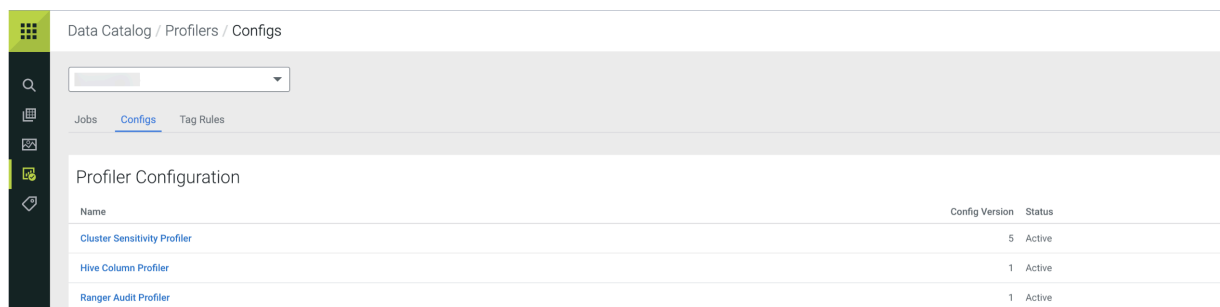 Data Catalog / Profilers / Configs
Jobs Configs Tag Rules
Profiler Configuration
Name Config Version Status
Cluster Sensitivity Profiler 5 Active
Hive Column Profiler 1 Active
Ranger Audit Profiler 1 Active